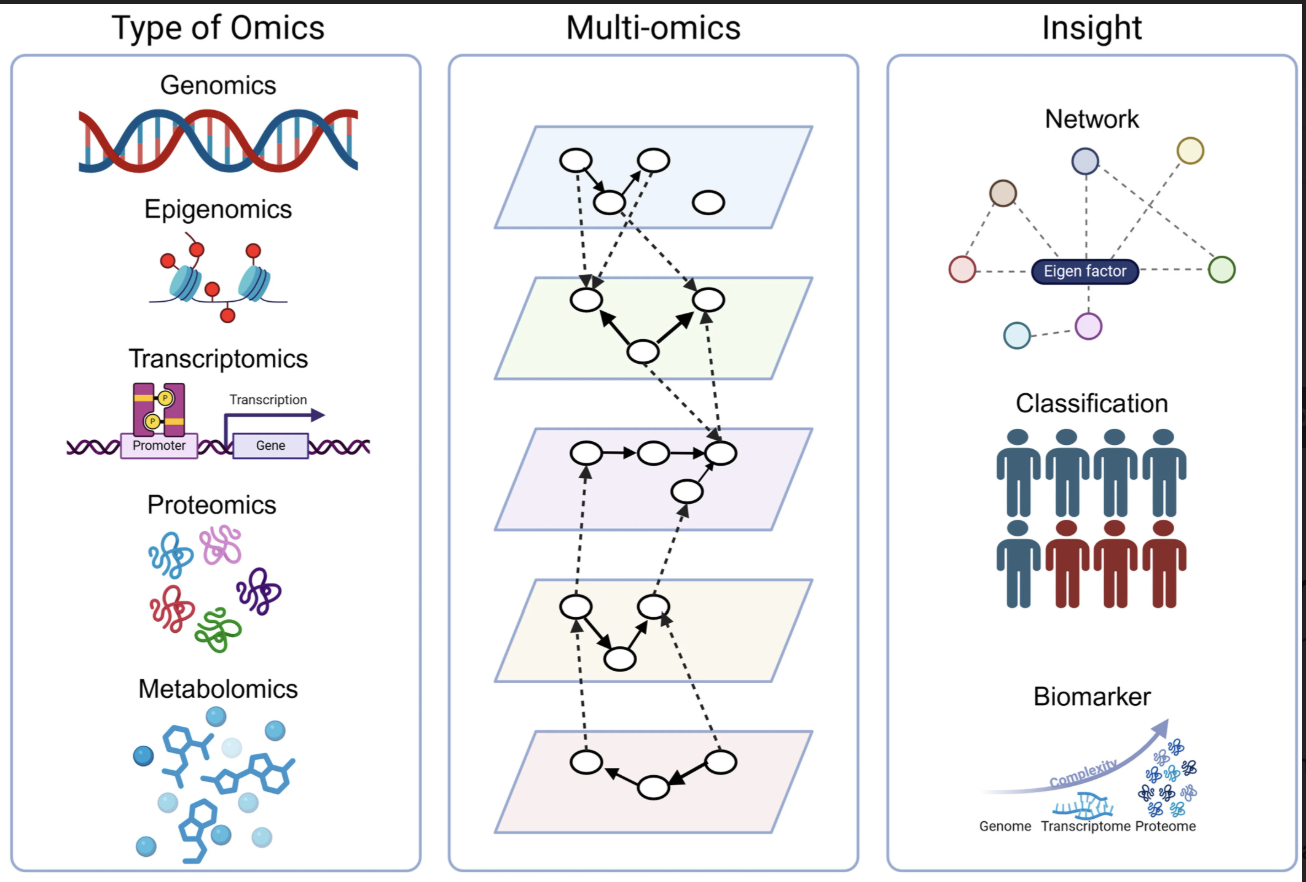 Type of Omics
Genomics
Epigenomics
Transcriptomics
P
P
Transcription
Promoter
Gene
Proteomics
Metabolomics
Multi-omics
Insight
Network
Eigen factor
Classification
Biomarker
Complexity
Genome Transcriptome Proteome